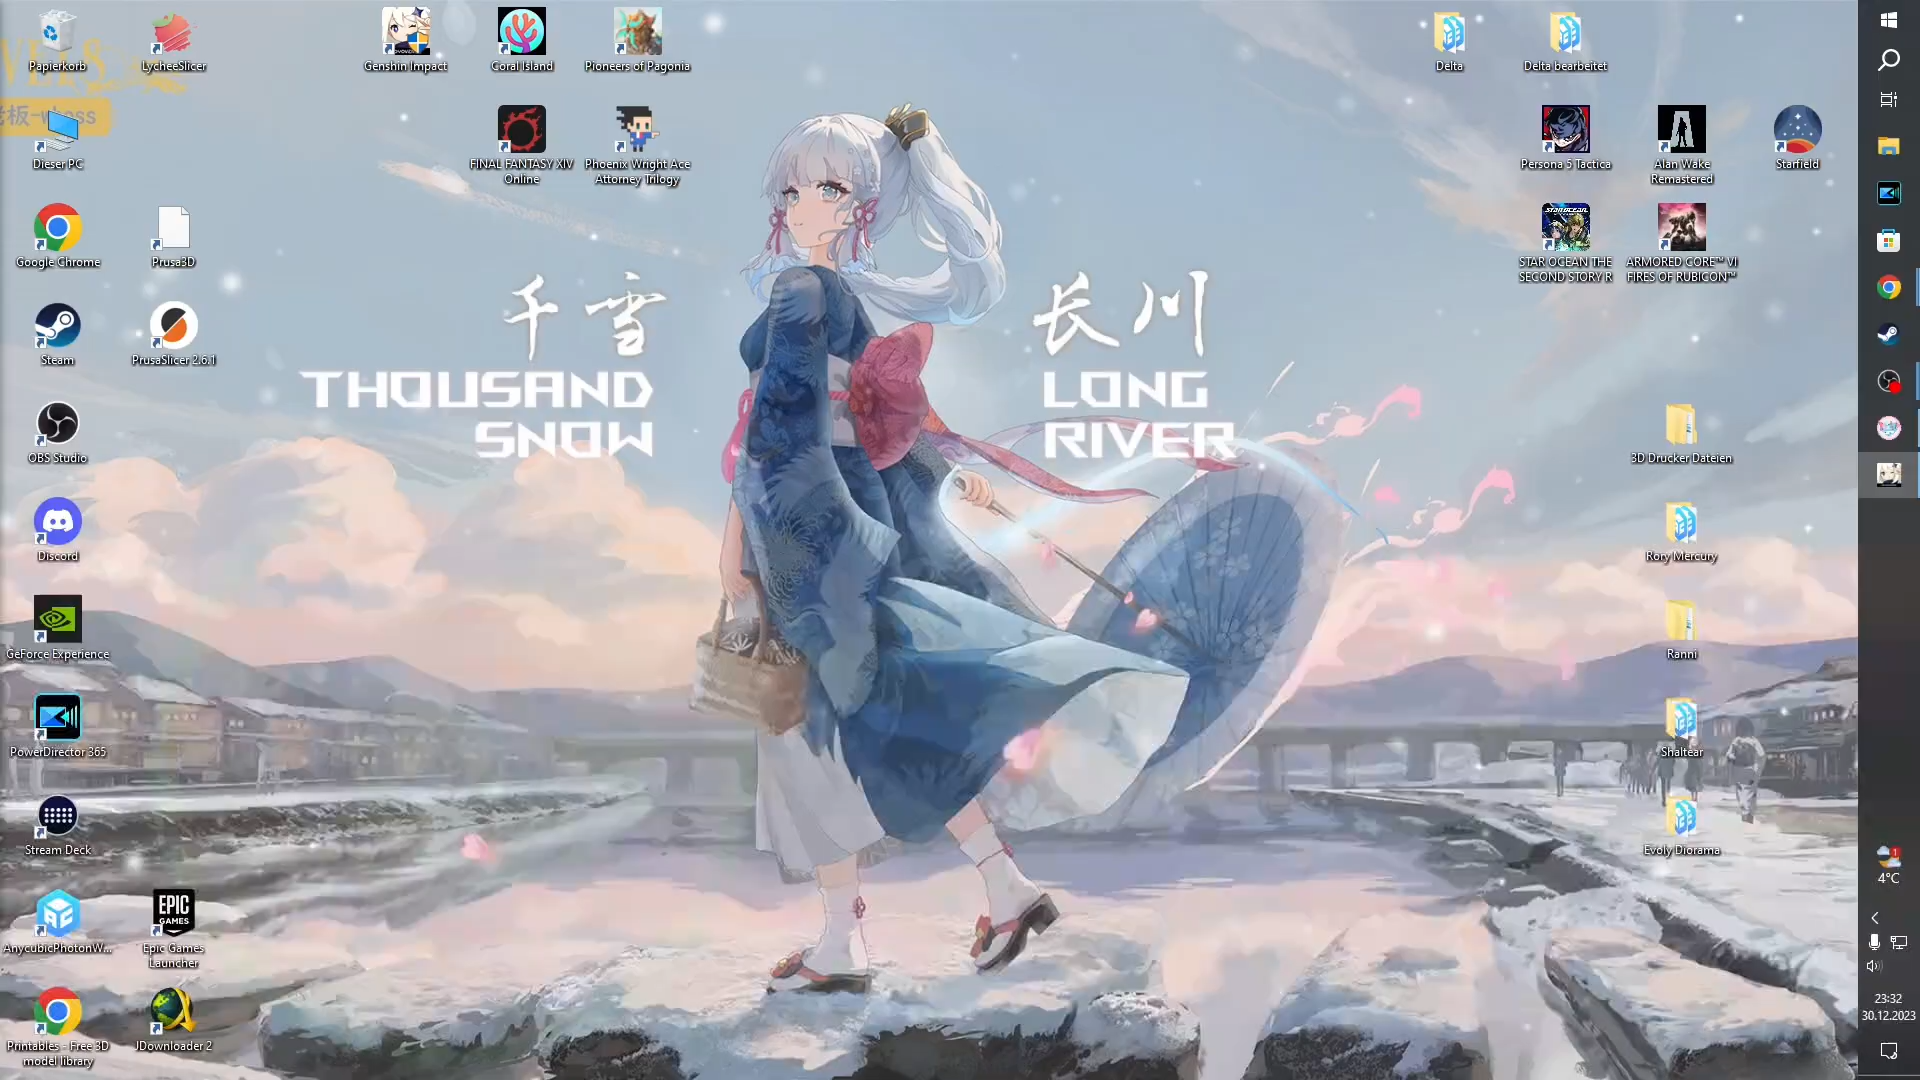 Papierkorb
LycheeSlicer
Genshin Impact
Coral Island
Pioneers of Pagonia
Delta
Delta bearbeitet
老板-whoss
Dieser PC
FINAL FANTASY XIV
Online
Phoenix Wright Ace
Attorney Trilogy
Persona 5 Tactica
Alan Wake
Remastered
Starfield
Google Chrome
Prusa3D
STAR OCEAN THE
SECOND STORY R
ARMORED CORE™ VI
FIRES OF RUBICON™
千雪
长川
THOUSAND
SNOW
LONG
RIVER
Steam
PrusaSlicer 2.6.1
OBS Studio
3D Drucker Dateien
Discord
Rory Mercury
GeForce Experience
Ranni
PowerDirector 365
Shaltear
Stream Deck
Evoly Diorama
4°C
AnycubicPhotonW...
EPIC
GAMES
Epic Games
Launcher
Printables - Free 3D
model library
JDownloader 2
23:32
30.12.2023